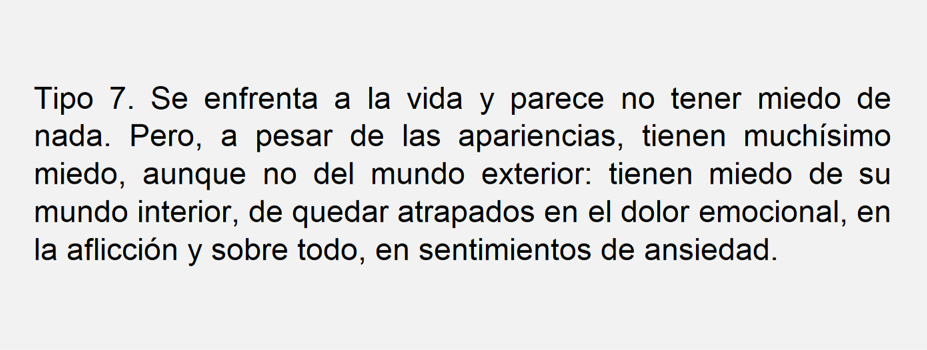 Tipo 7. Se enfrenta a la vida y parece no tener miedo de
nada. Pero, a pesar de las apariencias, tienen muchísimo
miedo, aunque no del mundo exterior: tienen miedo de su
mundo interior, de quedar atrapados en el dolor emocional, en
la aflicción y sobre todo, en sentimientos de ansiedad.